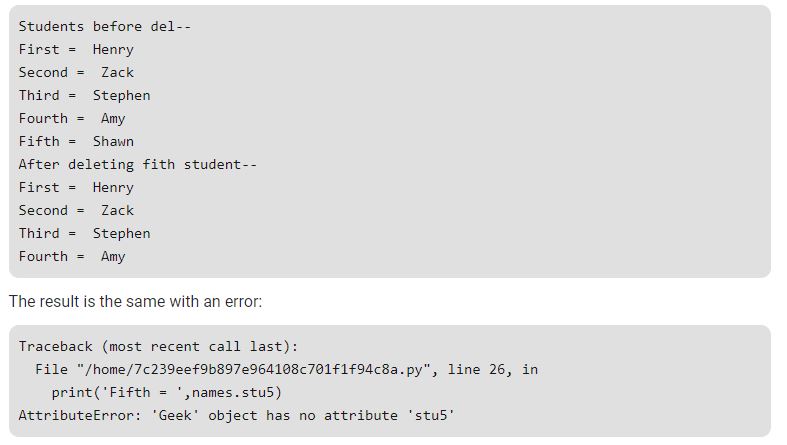 Students before del--
First =  Henry
Second =  Zack
Third =  Stephen
Fourth =  Amy
Fifth =  Shawn
After deleting fith student--
First =  Henry
Second =  Zack
Third =  Stephen
Fourth =  Amy
The result is the same with an error:
Traceback (most recent call last):
  File "/home/7c239eef9b897e964108c701f1f94c8a.py", line 26, in
    print('Fifth = ',names.stu5)
AttributeError: 'Geek' object has no attribute 'stu5'